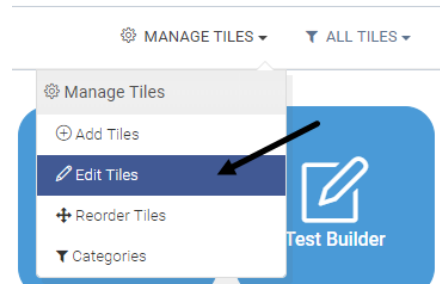 MANAGE TILES
ALL TILES
Manage Tiles
Add Tiles
Edit Tiles
Reorder Tiles
Categories
Test Builder